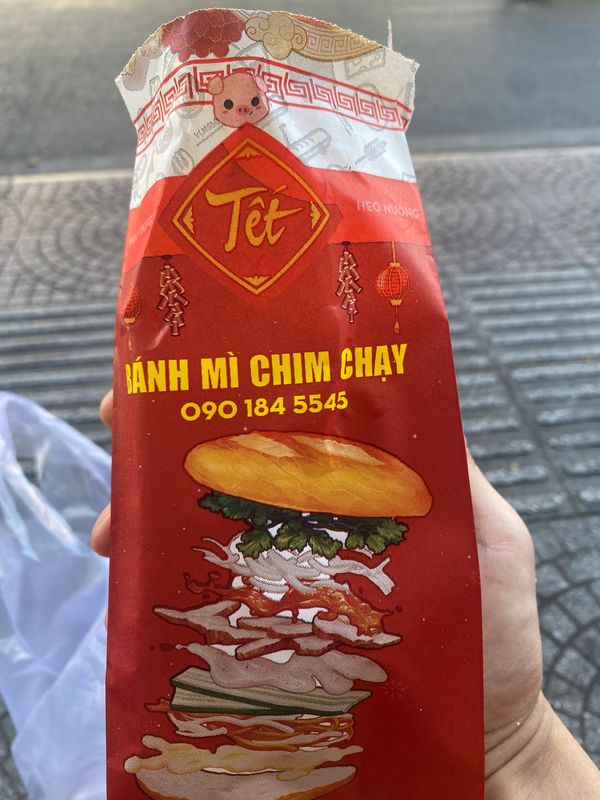 Tết
HEO NƯỚNG
BÁNH MÌ CHIM CHẠY
090 184 5545